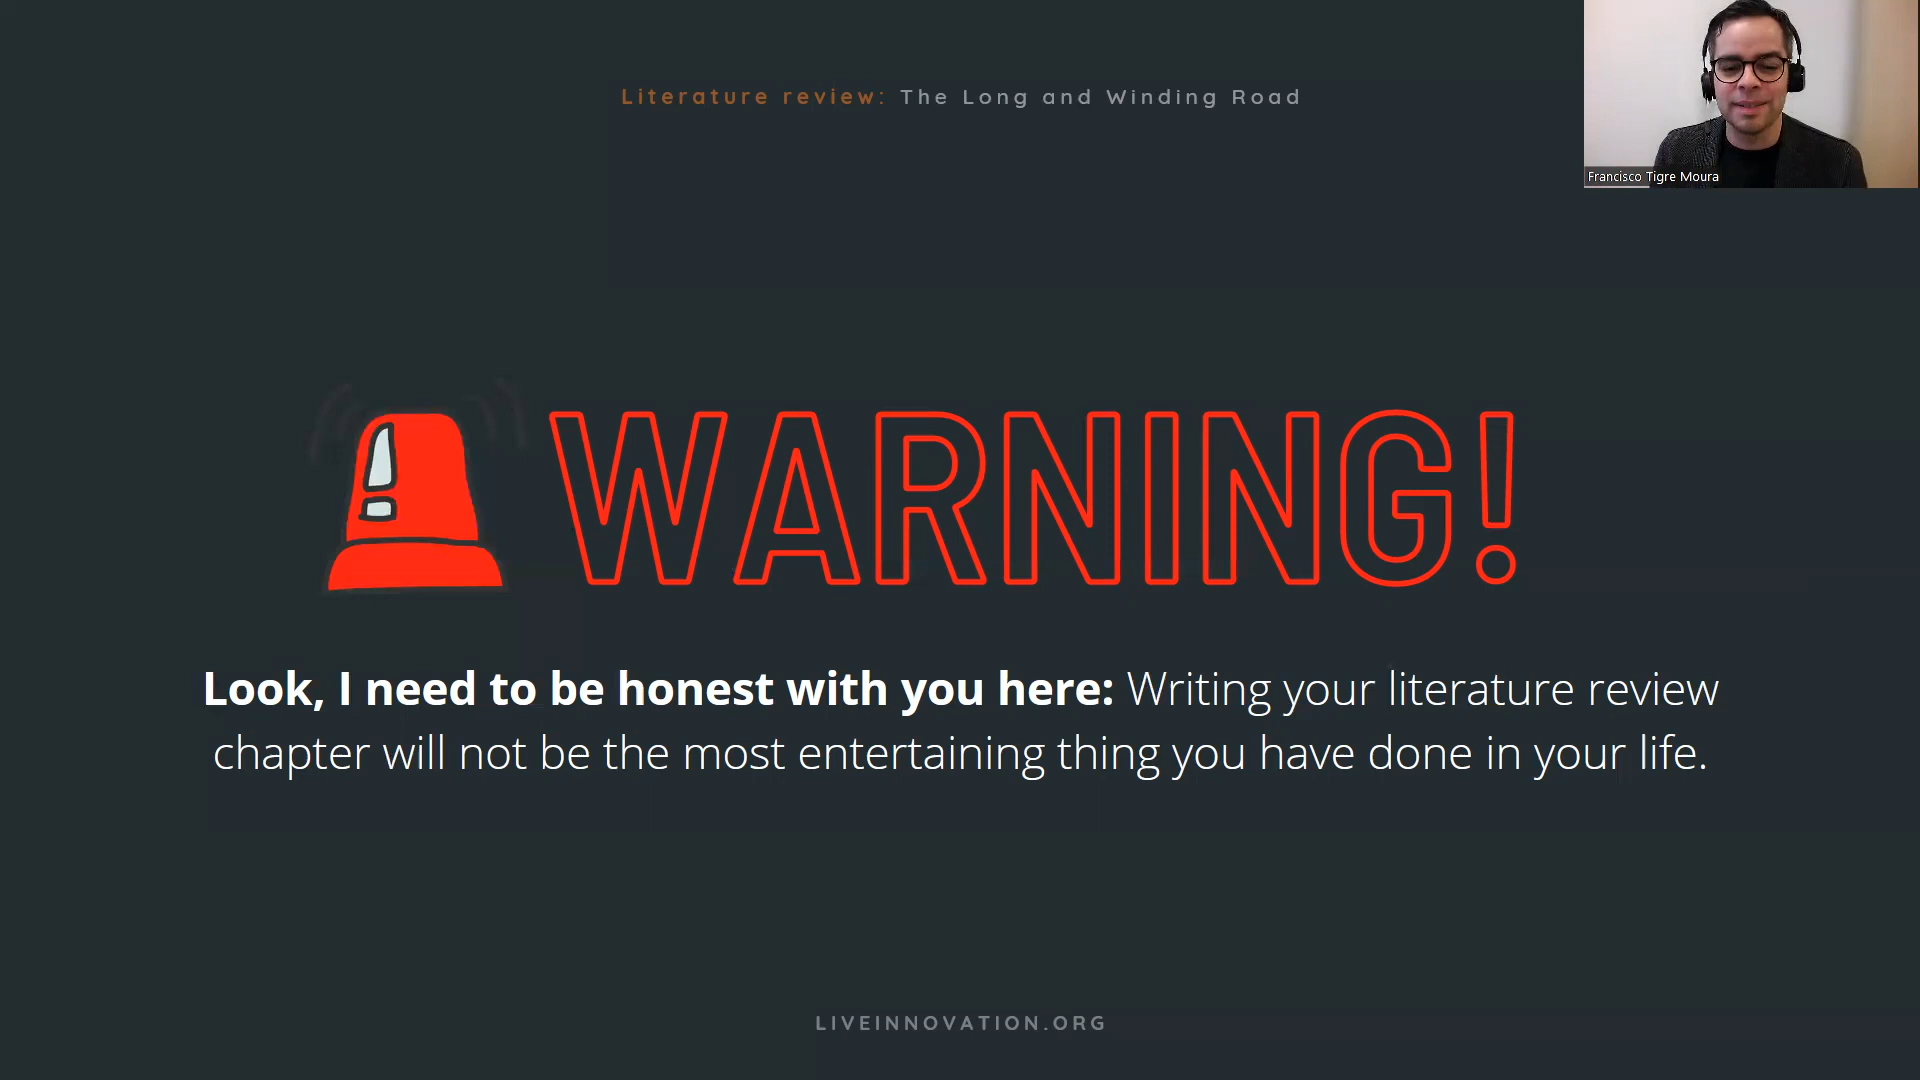 Literature review: The Long and Winding Road
Francisco Tigre Moura
WARNING!
Look, I need to be honest with you here: Writing your literature review
chapter will not be the most entertaining thing you have done in your life.
LIVEINNOVATION.ORG